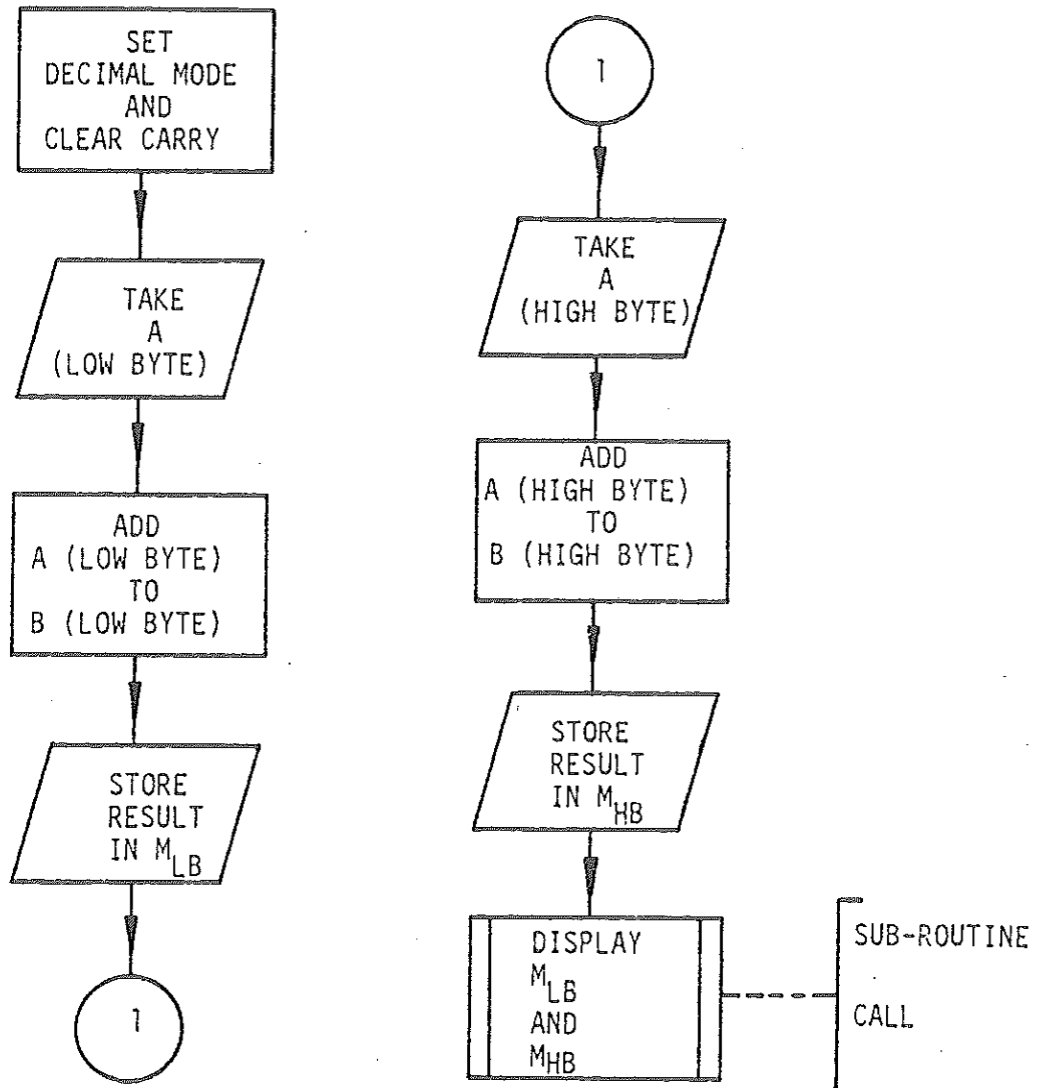 SET
DECIMAL MODE
AND
CLEAR CARRY
TAKE
A
(LOW BYTE)
ADD
A (LOW BYTE)
TO
B (LOW BYTE)
STORE
RESULT
IN M_LB
1
1
TAKE
A
(HIGH BYTE)
ADD
A (HIGH BYTE)
TO
B (HIGH BYTE)
STORE
RESULT
IN M_HB
DISPLAY
M_LB
AND
M_HB
SUB-ROUTINE
CALL